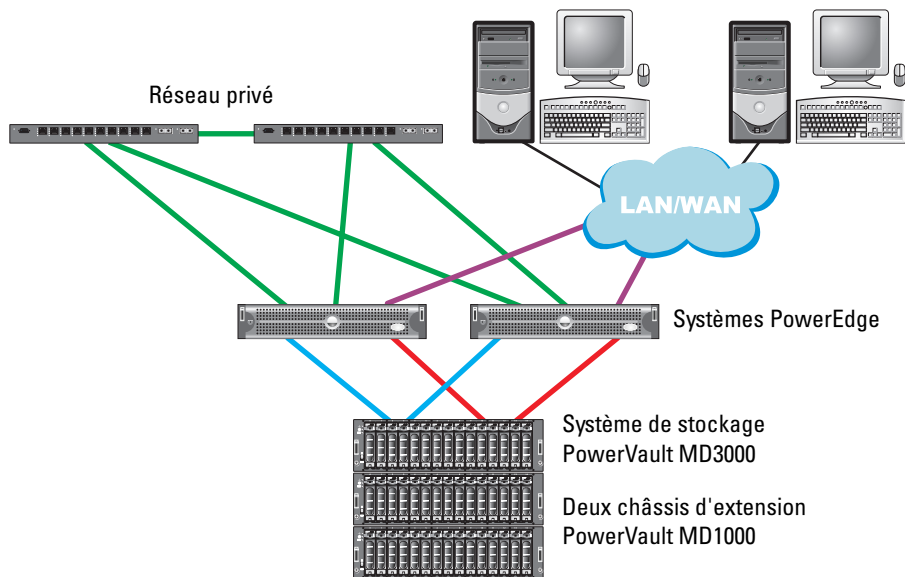 Réseau privé
LAN/WAN
Systèmes PowerEdge
Système de stockage
PowerVault MD3000
Deux châssis d'extension
PowerVault MD1000